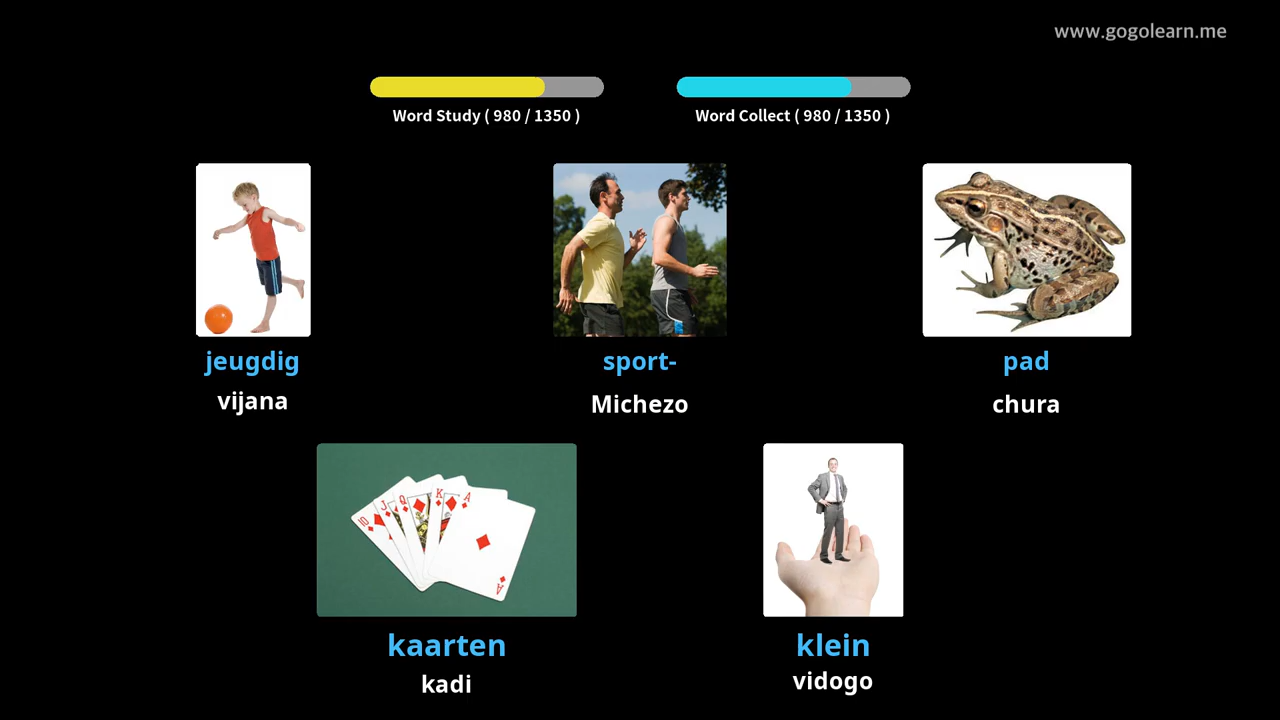 www.gogolearn.me
Word Study ( 980 / 1350 )
Word Collect ( 980 / 1350 )
jeugdig
vijana
sport-
Michezo
pad
chura
10
J
Q
K
A
A
kaarten
kadi
klein
vidogo